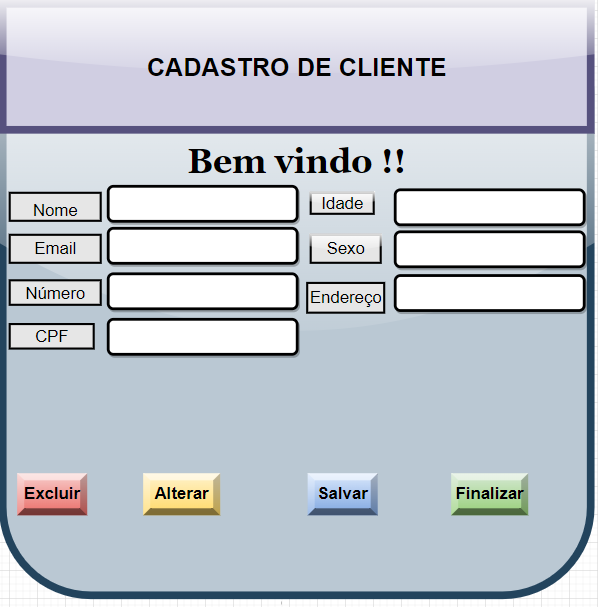 CADASTRO DE CLIENTE
Bem vindo !!
Nome
Idade
Email
Sexo
Número
Endereço
CPF
Excluir
Alterar
Salvar
Finalizar